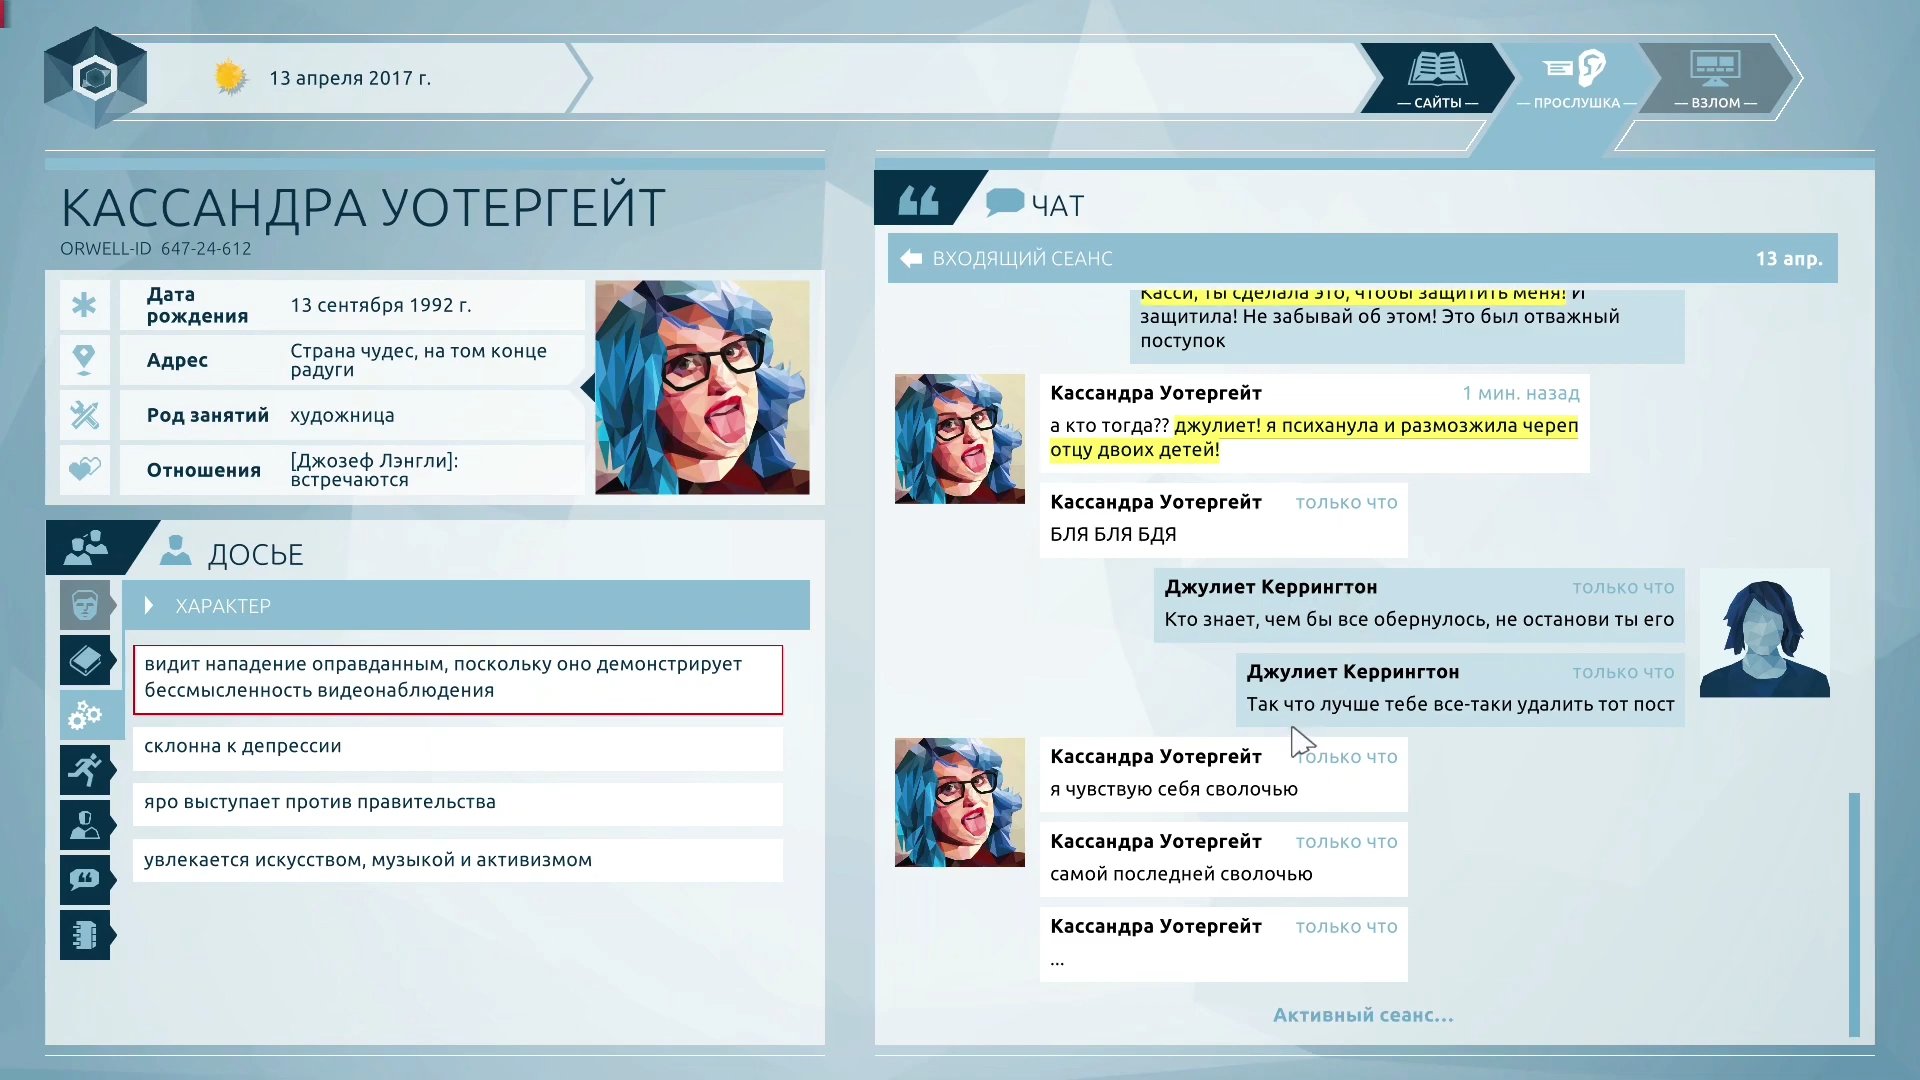 13 апреля 2017 г.
— САЙТЫ —
— ПРОСЛУШКА —
— ВЗЛОМ —
КАССАНДРА УОТЕРГЕЙТ
ORWELL-ID 647-24-612
Дата рождения
13 сентября 1992 г.
Адрес
Страна чудес, на том конце
радуги
Род занятий
художница
Отношения
[Джозеф Лэнгли]:
встречаются
ДОСЬЕ
ХАРАКТЕР
видит нападение оправданным, поскольку оно демонстрирует
бессмысленность видеонаблюдения
склонна к депрессии
яро выступает против правительства
увлекается искусством, музыкой и активизмом
ЧАТ
ВХОДЯЩИЙ СЕАНС
13 апр.
Касси, ты сделала это, чтобы защитить меня! И
защитила! Не забывай об этом! Это был отважный
поступок
Кассандра Уотергейт
1 мин. назад
а кто тогда?? джулиет! я психанула и размозжила череп
отцу двоих детей!
Кассандра Уотергейт
только что
БЛЯ БЛЯ БДЯ
Джулиет Керрингтон
только что
Кто знает, чем бы все обернулось, не останови ты его
Джулиет Керрингтон
только что
Так что лучше тебе все-таки удалить тот пост
Кассандра Уотергейт
только что
я чувствую себя сволочью
Кассандра Уотергейт
только что
самой последней сволочью
Кассандра Уотергейт
только что
...
Активный сеанс...